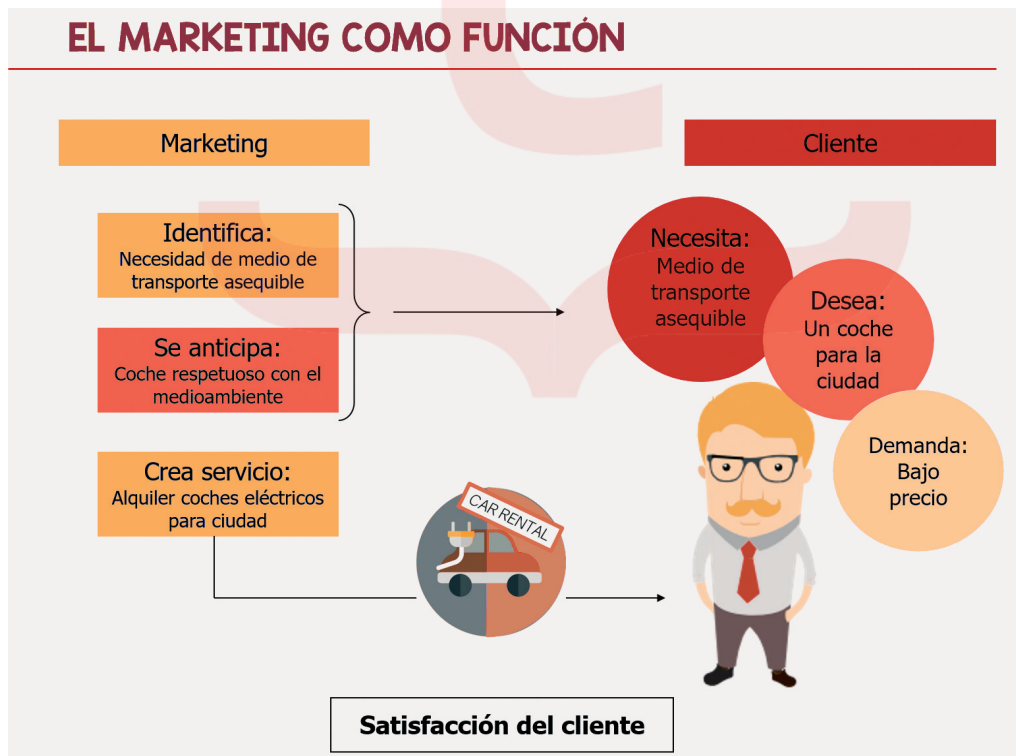 EL MARKETING COMO FUNCIÓN
Marketing
Cliente
Identifica:
Necesidad de medio de
transporte asequible
Se anticipa:
Coche respetuoso con el
medioambiente
Crea servicio:
Alquiler coches eléctricos
para ciudad
CAR RENTAL
Necesita:
Medio de
transporte
asequible
Desea:
Un coche
para la
ciudad
Demanda:
Bajo
precio
Satisfacción del cliente